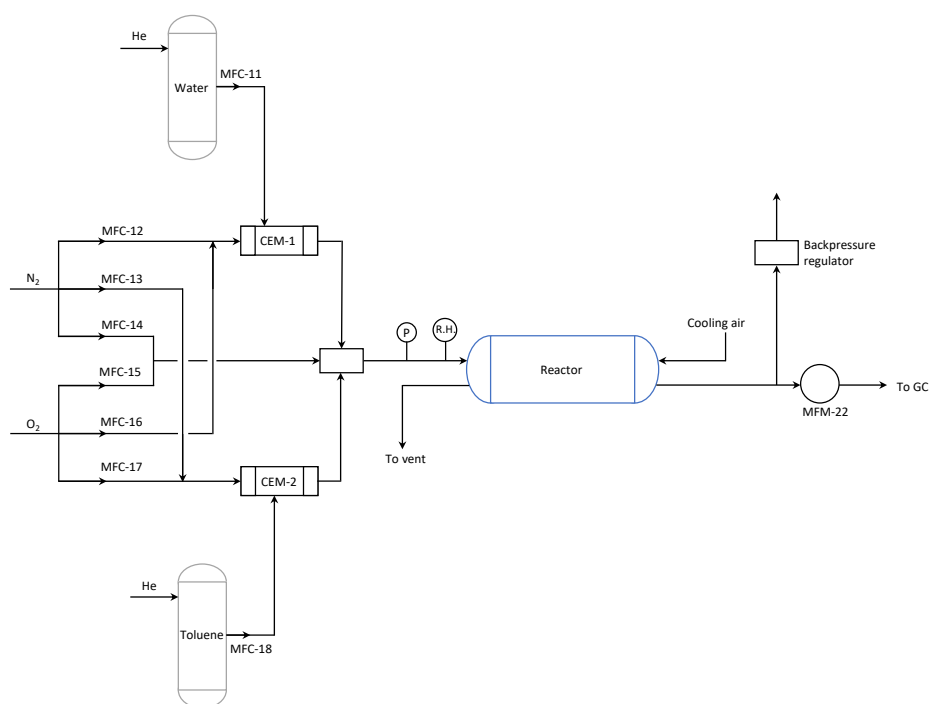 He
MFC-11
Water
MFC-12
CEM-1
Backpressure
regulator
N2
MFC-13
MFC-14
Cooling air
P
R.H.
MFC-15
Reactor
To GC
MFM-22
O2
MFC-16
To vent
MFC-17
CEM-2
He
Toluene
MFC-18